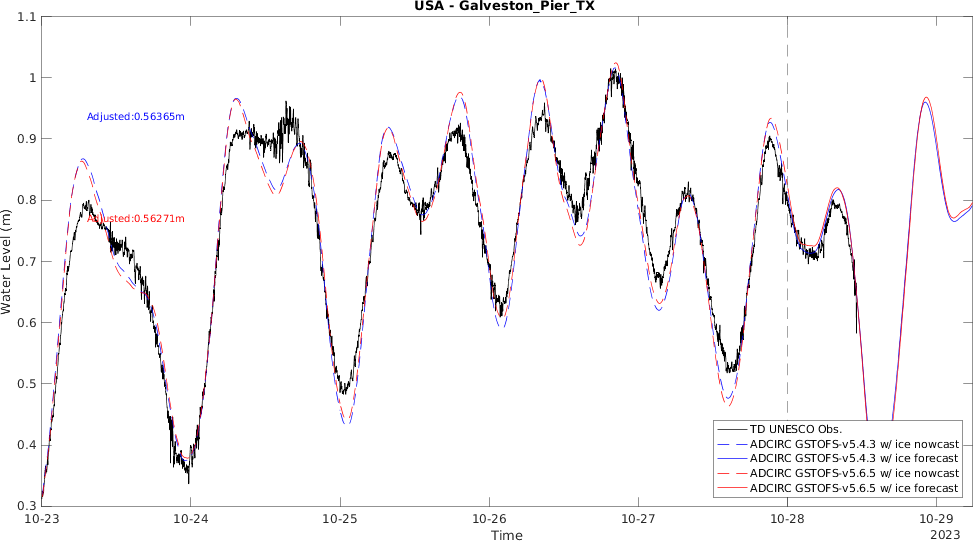 USA - Galveston_Pier_TX
1.1
1
0.9
0.8
0.7
0.6
0.5
0.4
0.3
Water Level (m)
Adjusted:0.56365m
Adjusted:0.56271m
TD UNESCO Obs.
ADCIRC GSTOFS-v5.4.3 w/ ice nowcast
ADCIRC GSTOFS-v5.4.3 w/ ice forecast
ADCIRC GSTOFS-v5.6.5 w/ ice nowcast
ADCIRC GSTOFS-v5.6.5 w/ ice forecast
10-23 10-24 10-25 10-26 10-27 10-28 10-29
Time
2023